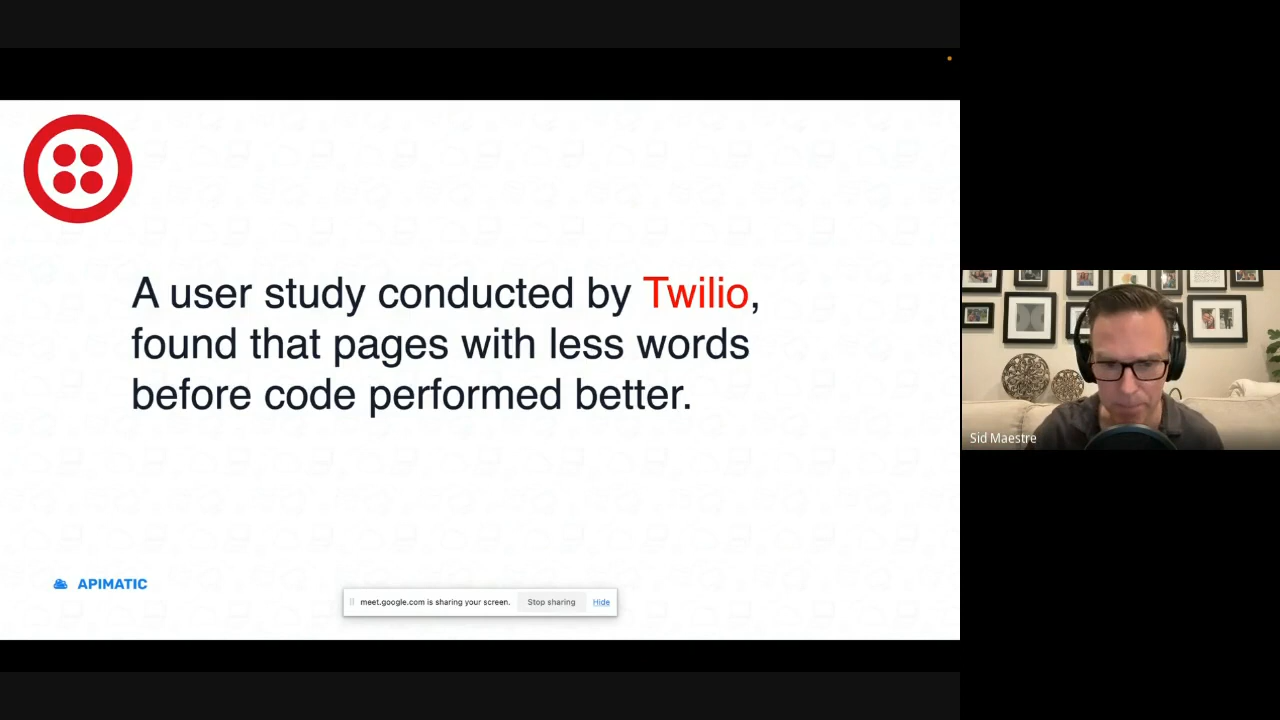 A user study conducted by Twilio,
found that pages with less words
before code performed better.
APIMATIC
meet.google.com is sharing your screen.
Stop sharing
Hide
Sid Maestre